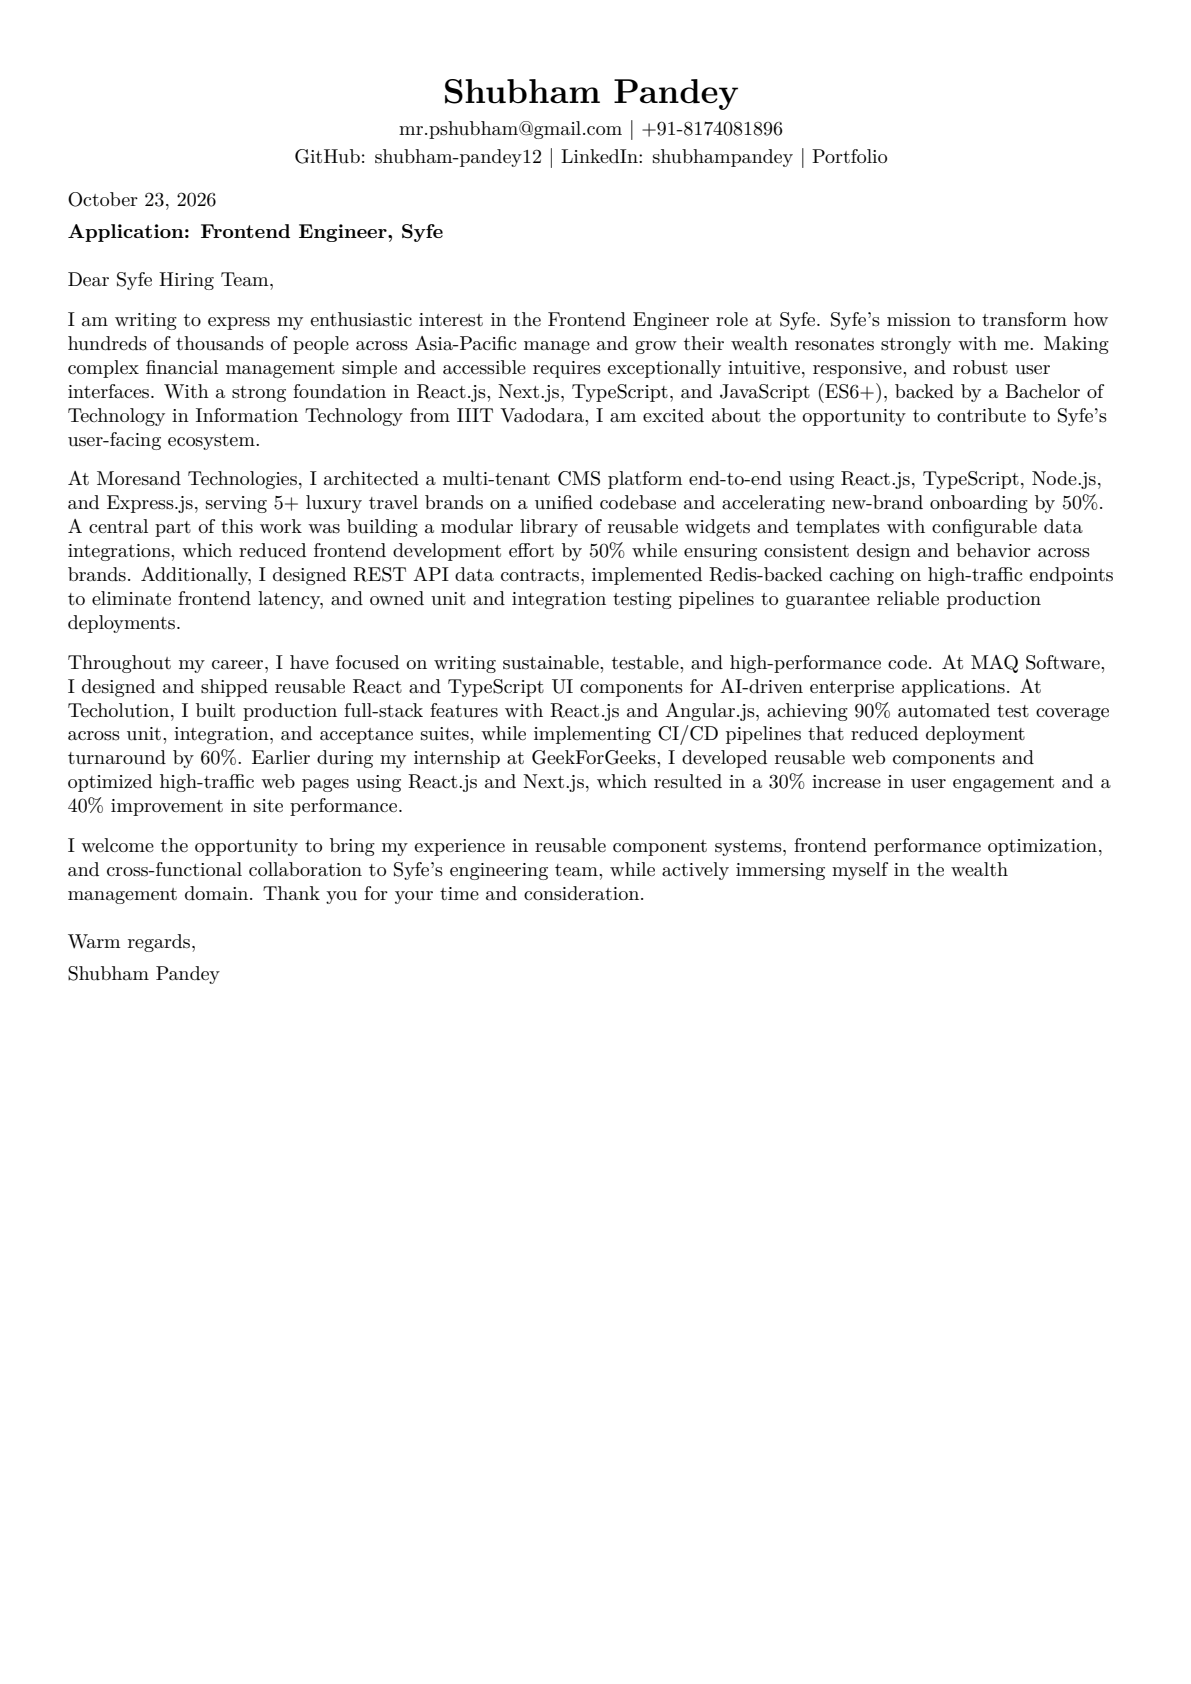 Shubham Pandey
mr.pshubham@gmail.com | +91-8174081896
GitHub: shubham-pandey12 | LinkedIn: shubhampandey | Portfolio
October 23, 2026
Application: Frontend Engineer, Syfe
Dear Syfe Hiring Team,
I am writing to express my enthusiastic interest in the Frontend Engineer role at Syfe. Syfe's mission to transform how
hundreds of thousands of people across Asia-Pacific manage and grow their wealth resonates strongly with me. Making
complex financial management simple and accessible requires exceptionally intuitive, responsive, and robust user
interfaces. With a strong foundation in React.js, Next.js, TypeScript, and JavaScript (ES6+), backed by a Bachelor of
Technology in Information Technology from IIIT Vadodara, I am excited about the opportunity to contribute to Syfe's
user-facing ecosystem.
At Moresand Technologies, I architected a multi-tenant CMS platform end-to-end using React.js, TypeScript, Node.js,
and Express.js, serving 5+ luxury travel brands on a unified codebase and accelerating new-brand onboarding by 50%.
A central part of this work was building a modular library of reusable widgets and templates with configurable data
integrations, which reduced frontend development effort by 50% while ensuring consistent design and behavior across
brands. Additionally, I designed REST API data contracts, implemented Redis-backed caching on high-traffic endpoints
to eliminate frontend latency, and owned unit and integration testing pipelines to guarantee reliable production
deployments.
Throughout my career, I have focused on writing sustainable, testable, and high-performance code. At MAQ Software,
I designed and shipped reusable React and TypeScript UI components for AI-driven enterprise applications. At
Techolution, I built production full-stack features with React.js and Angular.js, achieving 90% automated test coverage
across unit, integration, and acceptance suites, while implementing CI/CD pipelines that reduced deployment
turnaround by 60%. Earlier during my internship at GeekForGeeks, I developed reusable web components and
optimized high-traffic web pages using React.js and Next.js, which resulted in a 30% increase in user engagement and a
40% improvement in site performance.
I welcome the opportunity to bring my experience in reusable component systems, frontend performance optimization,
and cross-functional collaboration to Syfe's engineering team, while actively immersing myself in the wealth
management domain. Thank you for your time and consideration.
Warm regards,
Shubham Pandey